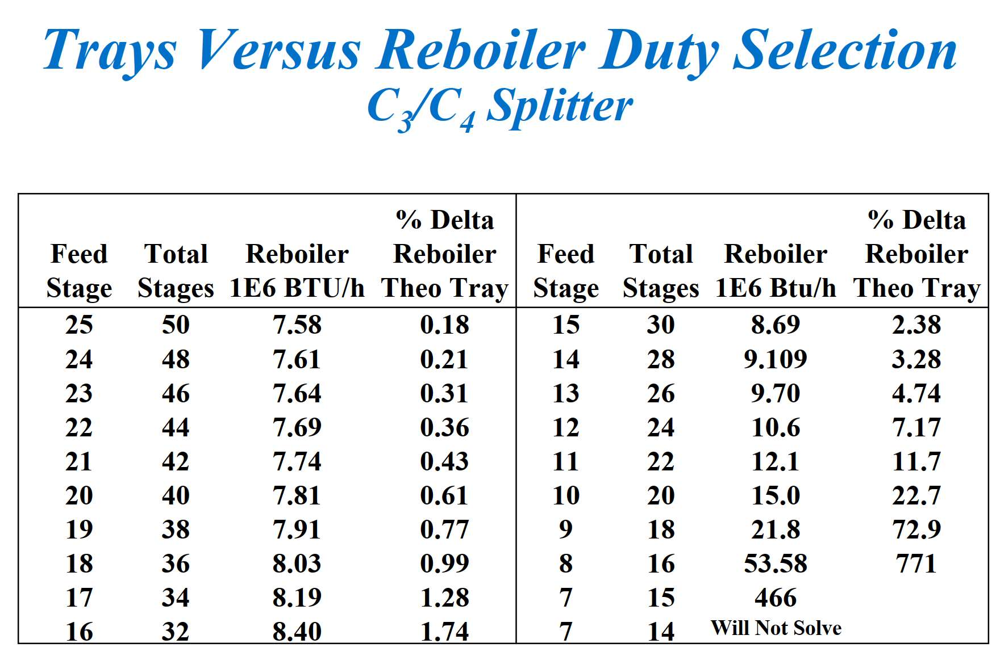 Trays Versus Reboiler Duty Selection
C3/C4 Splitter
% Delta % Delta
Feed Total Reboiler Reboiler Feed Total Reboiler Reboiler
Stage Stages 1E6 BTU/h Theo Tray Stage Stages 1E6 Btu/h Theo Tray
25 50 7.58 0.18 15 30 8.69 2.38
24 48 7.61 0.21 14 28 9.109 3.28
23 46 7.64 0.31 13 26 9.70 4.74
22 44 7.69 0.36 12 24 10.6 7.17
21 42 7.74 0.43 11 22 12.1 11.7
20 40 7.81 0.61 10 20 15.0 22.7
19 38 7.91 0.77 9 18 21.8 72.9
18 36 8.03 0.99 8 16 53.58 771
17 34 8.19 1.28 7 15 466
16 32 8.40 1.74 7 14 Will Not Solve